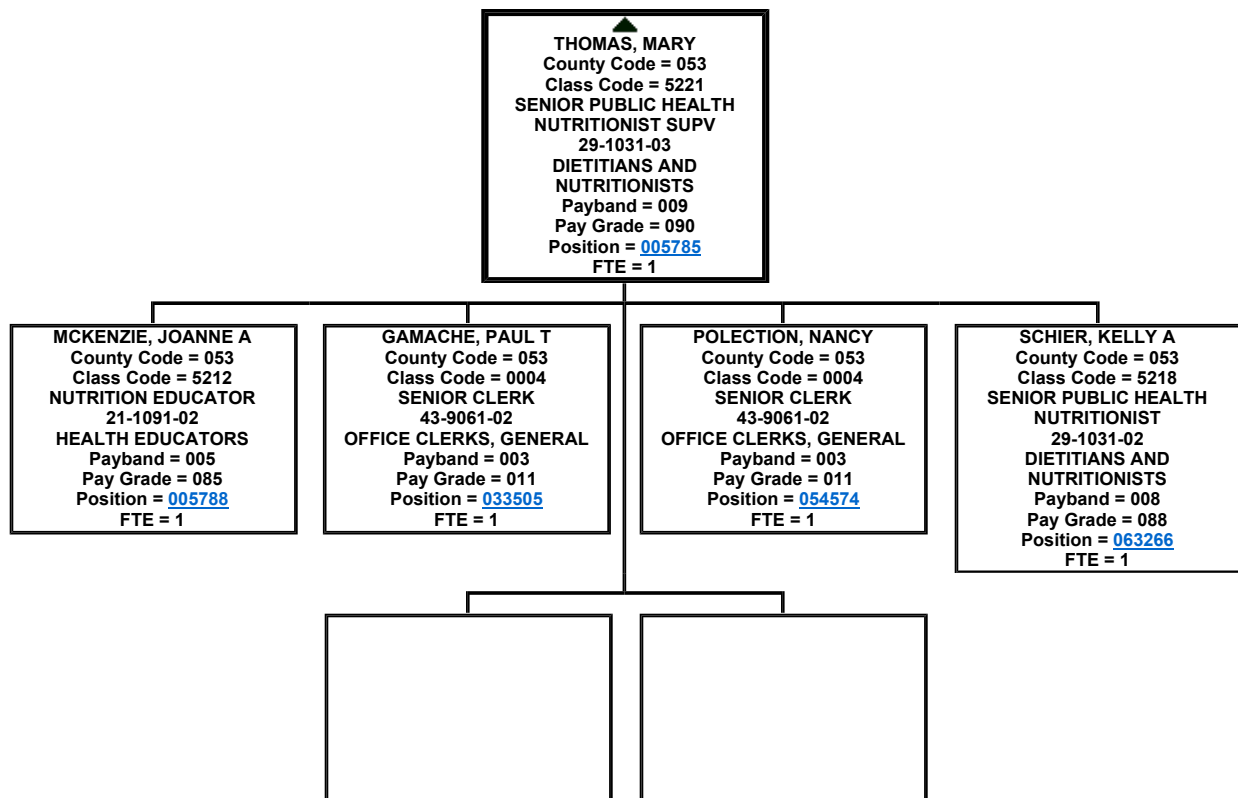 THOMAS, MARY
County Code = 053
Class Code = 5221
SENIOR PUBLIC HEALTH
NUTRITIONIST SUPV
29-1031-03
DIETITIANS AND
NUTRITIONISTS
Payband = 009
Pay Grade = 090
Position = 005785
FTE = 1
MCKENZIE, JOANNE A
County Code = 053
Class Code = 5212
NUTRITION EDUCATOR
21-1091-02
HEALTH EDUCATORS
Payband = 005
Pay Grade = 085
Position = 005788
FTE = 1
GAMACHE, PAUL T
County Code = 053
Class Code = 0004
SENIOR CLERK
43-9061-02
OFFICE CLERKS, GENERAL
Payband = 003
Pay Grade = 011
Position = 033505
FTE = 1
POLECTION, NANCY
County Code = 053
Class Code = 0004
SENIOR CLERK
43-9061-02
OFFICE CLERKS, GENERAL
Payband = 003
Pay Grade = 011
Position = 054574
FTE = 1
SCHIER, KELLY A
County Code = 053
Class Code = 5218
SENIOR PUBLIC HEALTH
NUTRITIONIST
29-1031-02
DIETITIANS AND
NUTRITIONISTS
Payband = 008
Pay Grade = 088
Position = 063266
FTE = 1